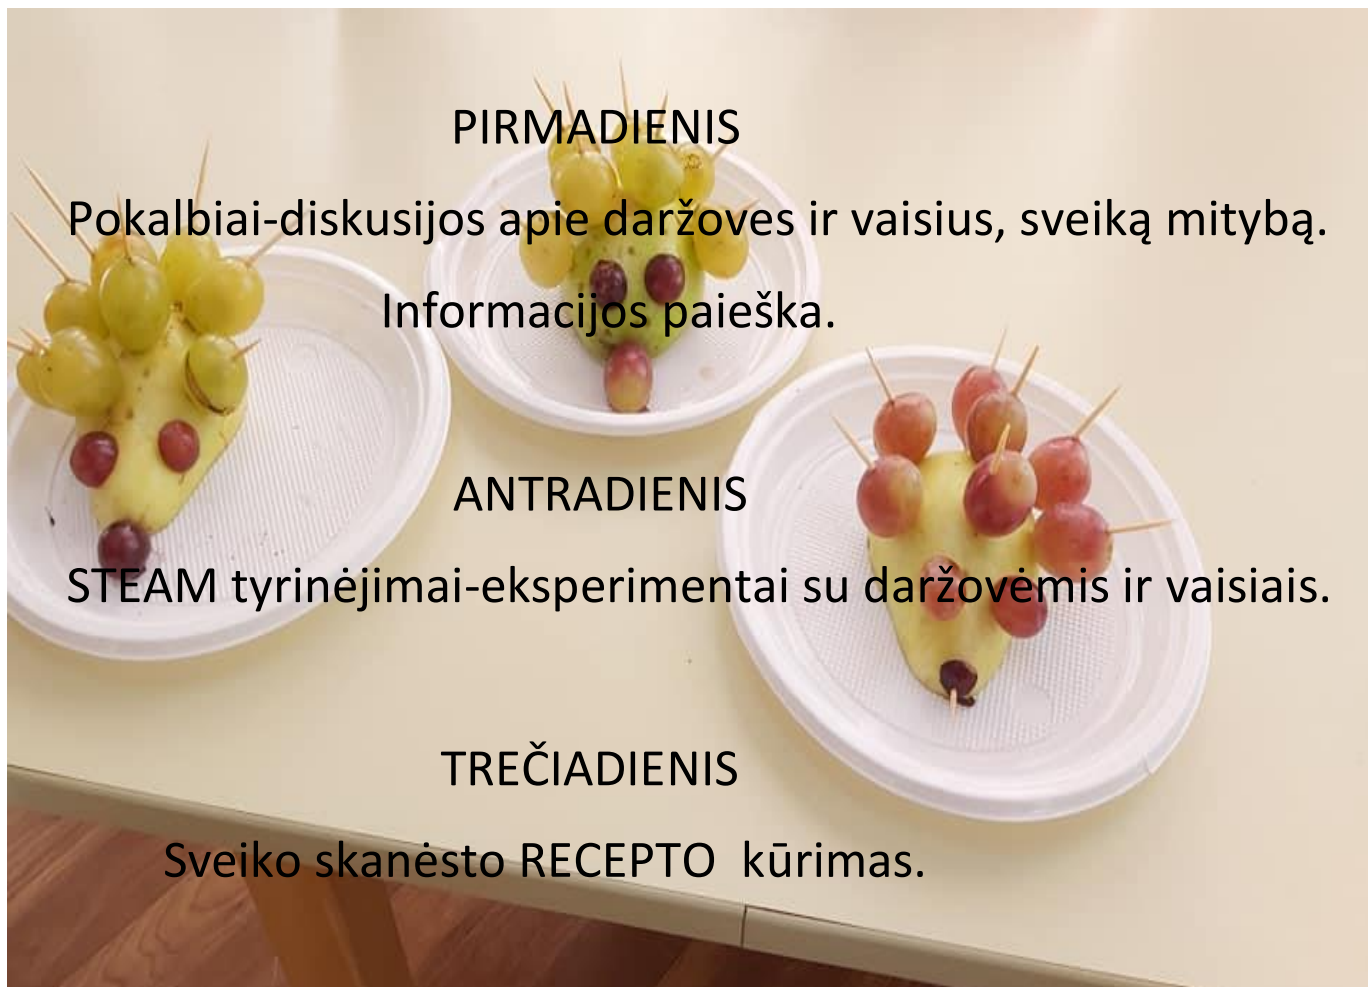 PIRMADIENIS
Pokalbiai-diskusijos apie daržoves ir vaisius, sveiką mitybą.
Informacijos paieška.
ANTRADIENIS
STEAM tyrinėjimai-eksperimentai su daržovėmis ir vaisiais.
TREČIADIENIS
Sveiko skanėsto RECEPTO kūrimas.